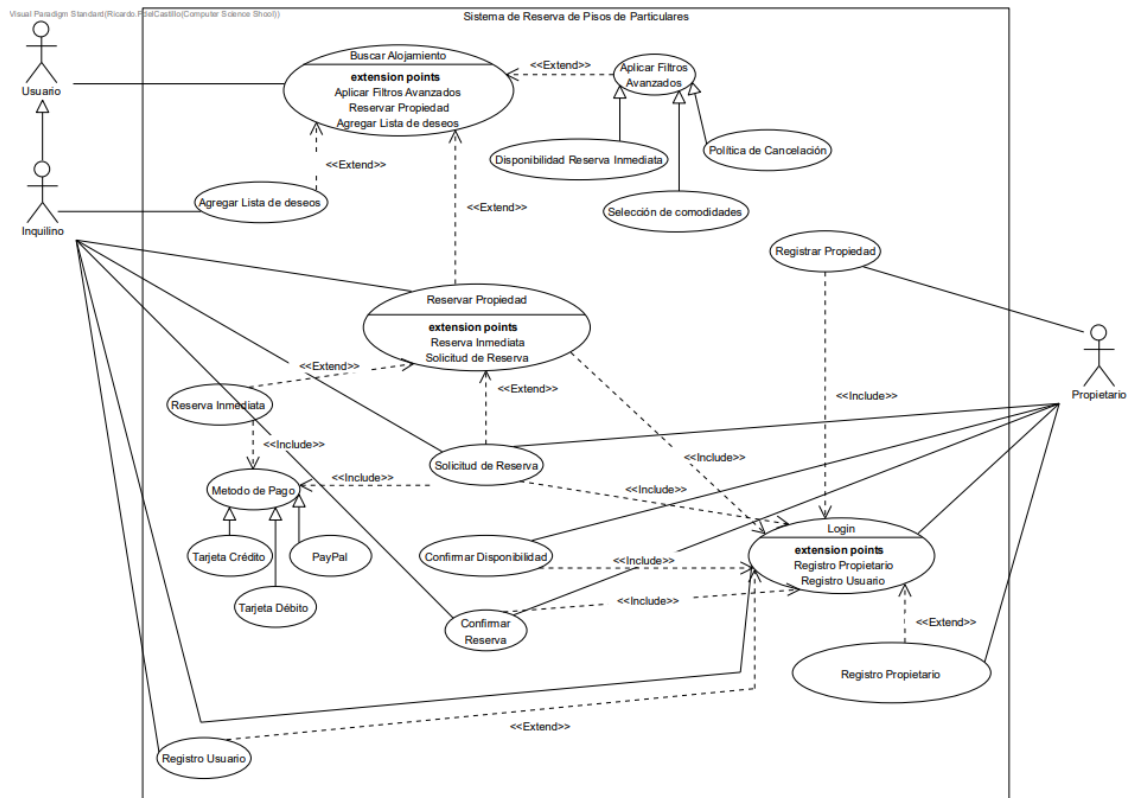 Visual Paradigm Standard(Ricardo.F.delCastillo(Computer Science Shool))
Sistema de Reserva de Pisos de Particulares
Usuario
Buscar Alojamiento
extension points
Aplicar Filtros Avanzados
Reservar Propiedad
Agregar Lista de deseos
<<Extend>>
Aplicar Filtros
Avanzados
Disponibilidad Reserva Inmediata
Política de Cancelación
<<Extend>>
Inquilino
Agregar Lista de deseos
<<Extend>>
Selección de comodidades
Registrar Propiedad
Reservar Propiedad
extension points
Reserva Inmediata
Solicitud de Reserva
<<Extend>>
<<Extend>>
Propietario
Reserva Inmediata
<<Include>>
<<Include>>
Solicitud de Reserva
<<Include>>
<<Include>>
Metodo de Pago
Login
extension points
Registro Propietario
Registro Usuario
Tarjeta Crédito
PayPal
Confirmar Disponibilidad
<<Include>>
Tarjeta Débito
<<Include>>
Confirmar
Reserva
<<Extend>>
Registro Propietario
<<Extend>>
Registro Usuario